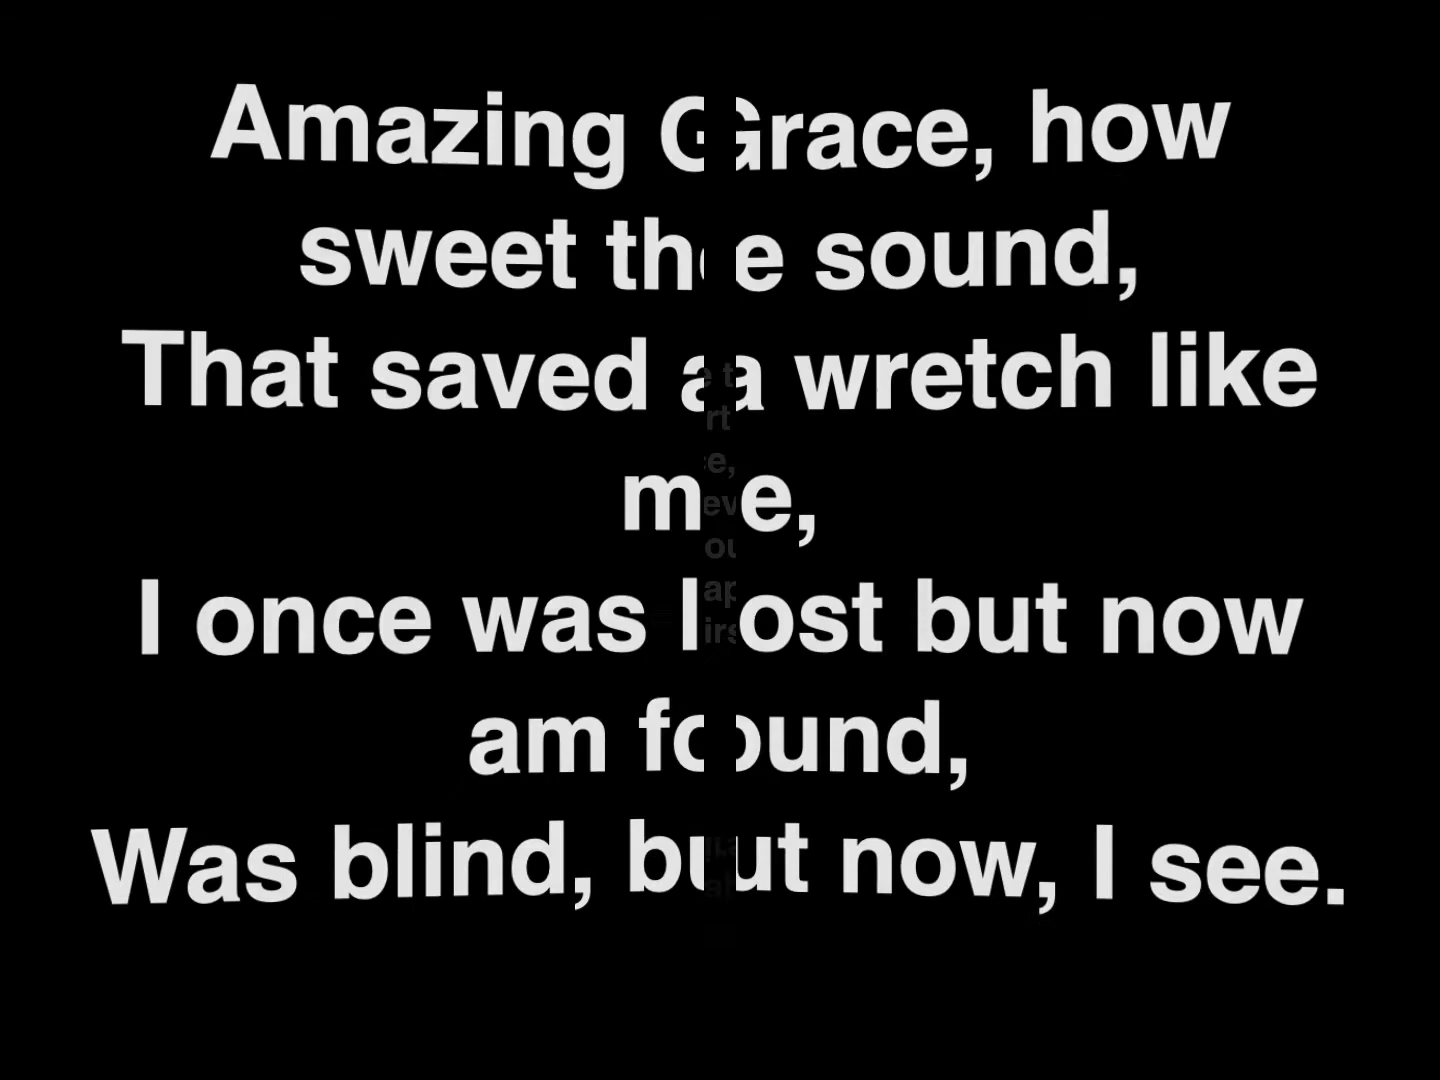 Amazing Grace, how
sweet the sound,
That saved a wretch like
me,
I once was lost but now
am found,
Was blind, but now, I see.